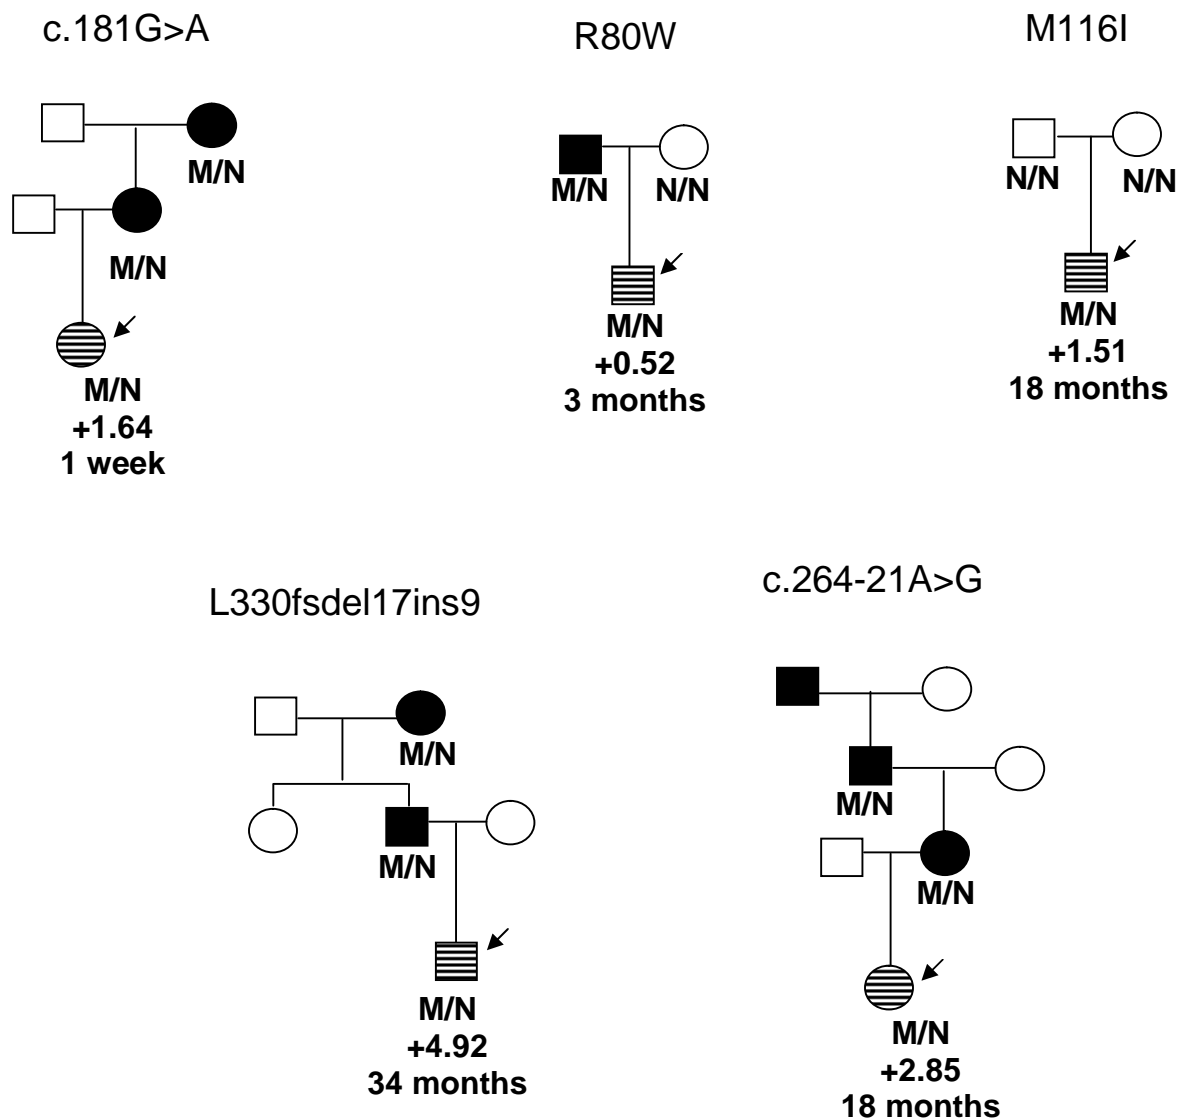 c.181G>A
M/N
M/N
M/N
+1.64
1 week
R80W
M/N N/N
M/N
+0.52
3 months
M116I
N/N N/N
M/N
+1.51
18 months
L330fsdel17ins9
M/N
M/N
M/N
+4.92
34 months
c.264-21A>G
M/N
M/N
M/N
+2.85
18 months